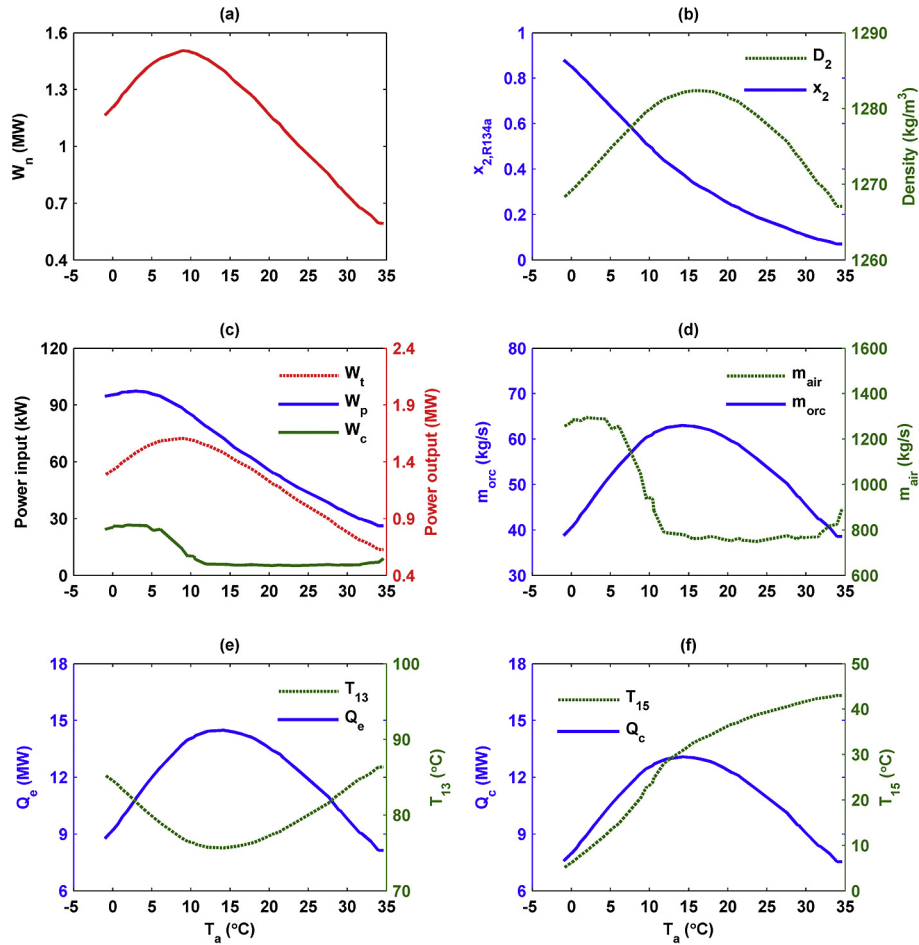 (a)
1.6
1.3
1
0.7
0.4
W_n (MW)
-5 0 5 10 15 20 25 30 35
(b)
1
0.8
0.6
0.4
0.2
0
x_2,R134a
D_2
x_2
1290
1280
1270
1260
Density (kg/m³)
-5 0 5 10 15 20 25 30 35
(c)
120
90
60
30
0
Power input (kW)
W_t
W_p
W_c
2.4
1.9
1.4
0.9
0.4
Power output (MW)
-5 0 5 10 15 20 25 30 35
(d)
80
70
60
50
40
30
m_orc (kg/s)
m_air
m_orc
1600
1400
1200
1000
800
600
m_air (kg/s)
-5 0 5 10 15 20 25 30 35
(e)
18
15
12
9
6
Q_e (MW)
T_13
Q_e
100
90
80
70
T_13 (°C)
-5 0 5 10 15 20 25 30 35
T_a (°C)
(f)
18
15
12
9
6
Q_c (MW)
T_15
Q_c
50
40
30
20
10
0
T_15 (°C)
-5 0 5 10 15 20 25 30 35
T_a (°C)